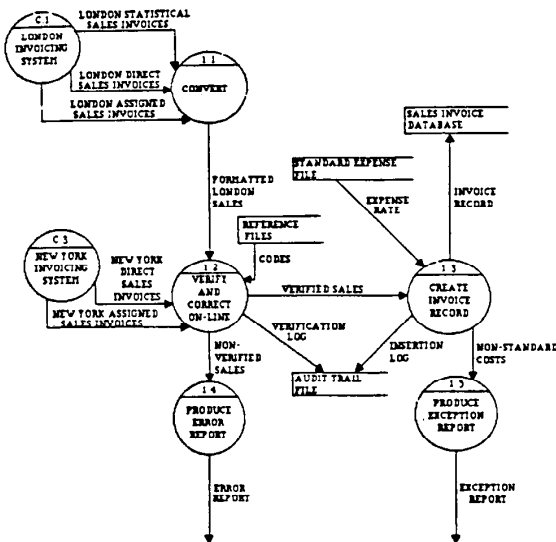 C.1
LONDON
INVOICING
SYSTEM
LONDON STATISTICAL
SALES INVOICES
LONDON DIRECT
SALES INVOICES
LONDON ASSIGNED
SALES INVOICES
1.1
CONVERT
SALES INVOICE
DATABASE
FORMATTED
LONDON
SALES
STANDARD EXPENSE
FILE
EXPENSE
RATE
INVOICE
RECORD
REFERENCE
FILES
CODES
C.3
NEW YORK
INVOICING
SYSTEM
NEW YORK
DIRECT
SALES
INVOICES
NEW YORK ASSIGNED
SALES INVOICES
1.2
VERIFY
AND
CORRECT
ON-LINE
VERIFIED SALES
1.3
CREATE
INVOICE
RECORD
VERIFICATION
LOG
INSERTION
LOG
NON-
VERIFIED
SALES
NON-STANDARD
COSTS
AUDIT TRAIL
FILE
1.4
PRODUCE
ERROR
REPORT
1.5
PRODUCE
EXCEPTION
REPORT
ERROR
REPORT
EXCEPTION
REPORT